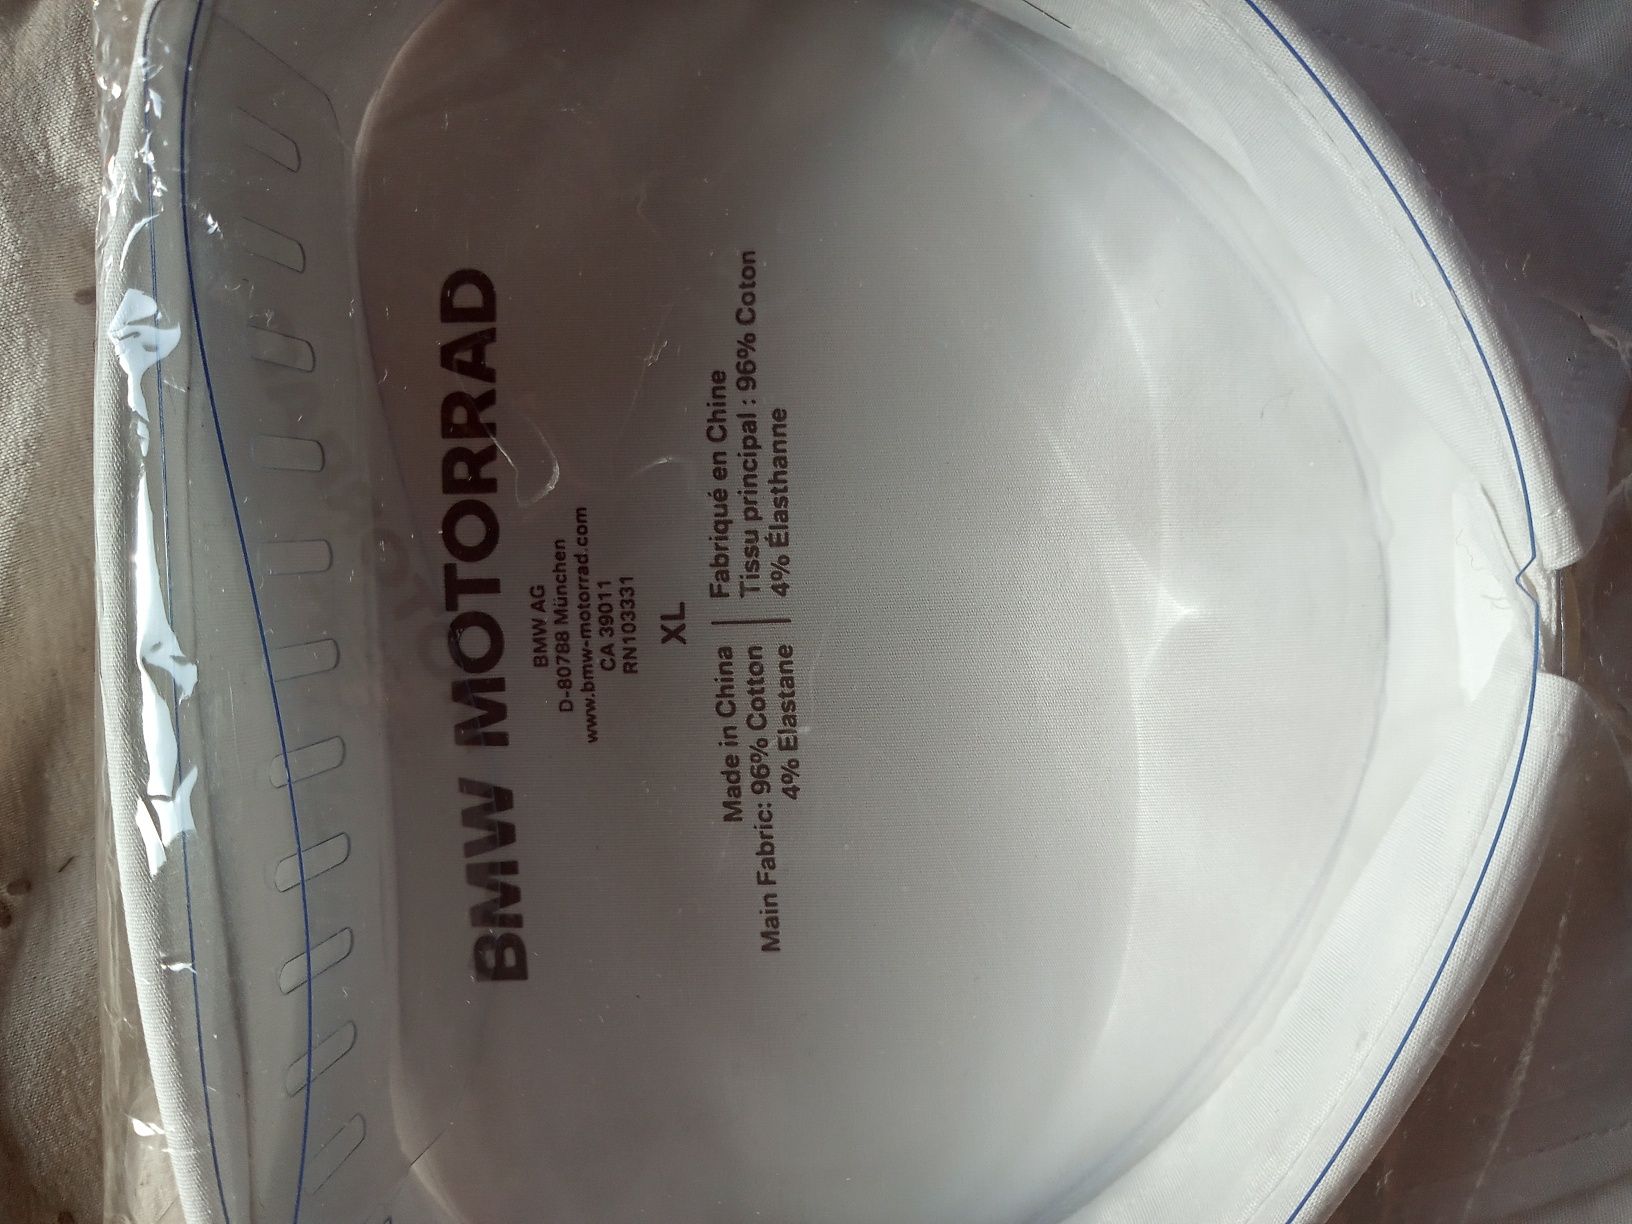 BMW MOTORRAD
BMW AG
D-80788 München
www.bmw-motorrad.com
CA 39011
RN103331
XL
Made in China
Main Fabric: 96% Cotton
4% Elastane
Fabriqué en Chine
Tissu principal : 96% Coton
4% Élasthanne